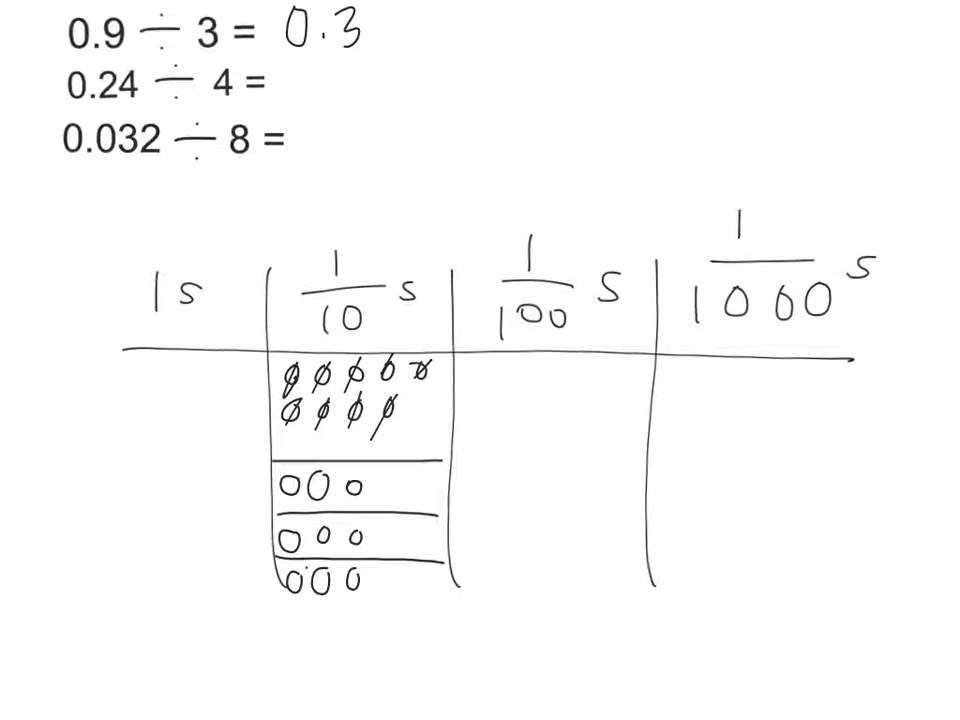 0.9 ÷ 3 = 0.3
0.24 ÷ 4 =
0.032 ÷ 8 =
1s 1/10 s 1/100 s 1/1000 s